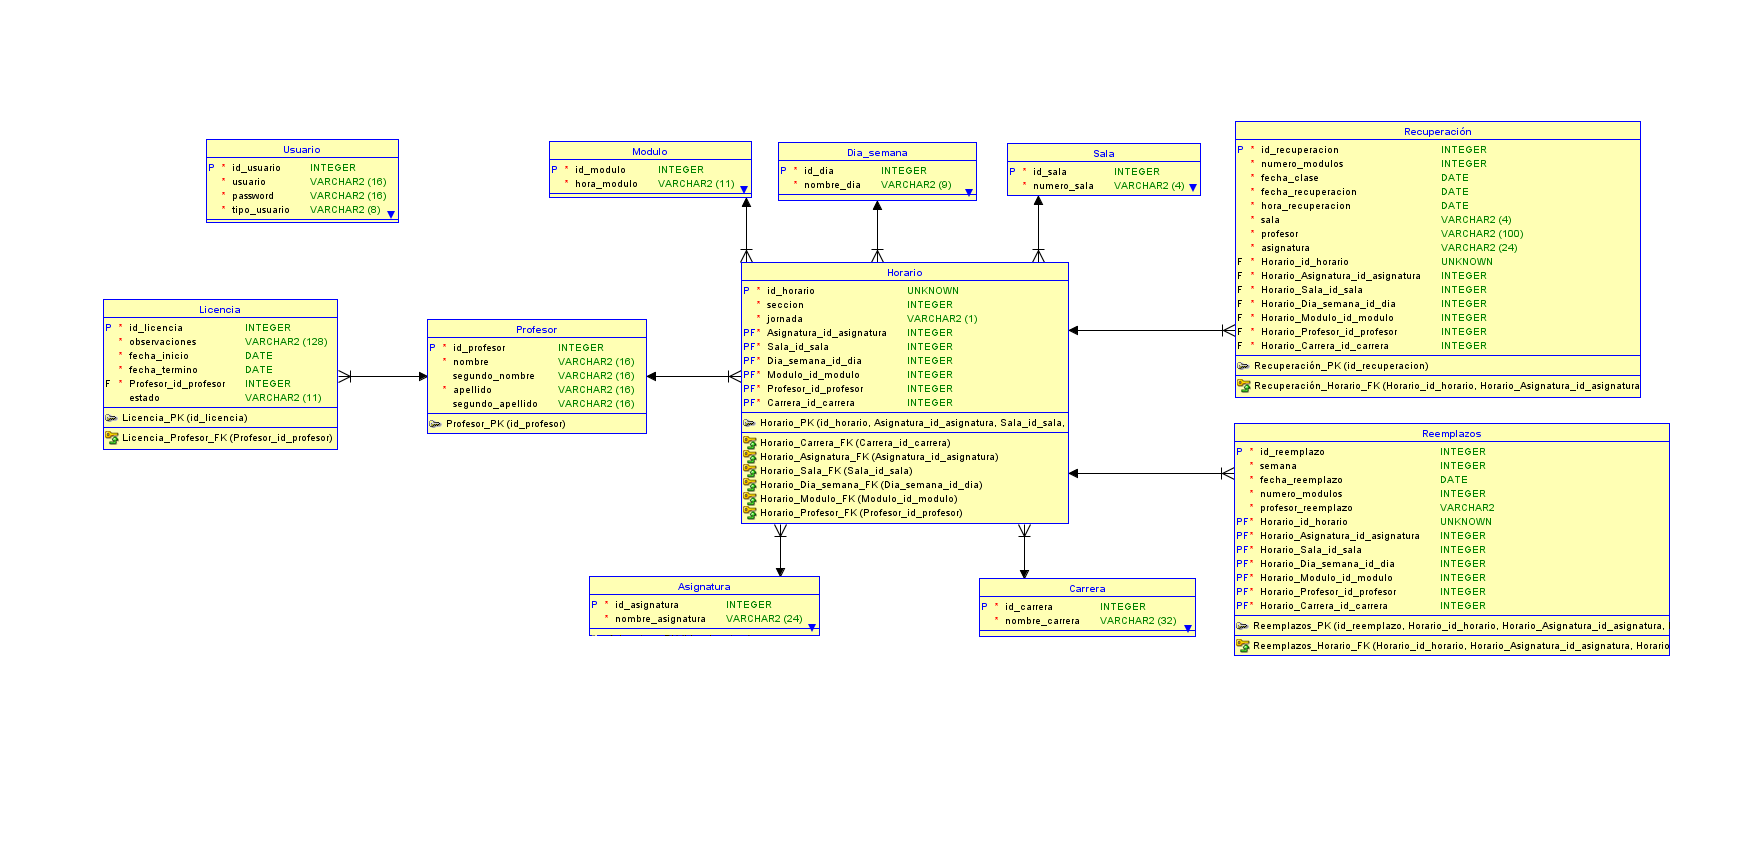 Usuario
P * id_usuario INTEGER
* usuario VARCHAR2 (16)
* password VARCHAR2 (16)
* tipo_usuario VARCHAR2 (8)
Modulo
P * id_modulo INTEGER
* hora_modulo VARCHAR2 (11)
Dia_semana
P * id_dia INTEGER
* nombre_dia VARCHAR2 (9)
Sala
P * id_sala INTEGER
* numero_sala VARCHAR2 (4)
Recuperación
P * id_recuperacion INTEGER
* numero_modulos INTEGER
* fecha_clase DATE
* fecha_recuperacion DATE
* hora_recuperacion DATE
* sala VARCHAR2 (4)
* profesor VARCHAR2 (100)
* asignatura VARCHAR2 (24)
F * Horario_id_horario UNKNOWN
F * Horario_Asignatura_id_asignatura INTEGER
F * Horario_Sala_id_sala INTEGER
F * Horario_Dia_semana_id_dia INTEGER
F * Horario_Modulo_id_modulo INTEGER
F * Horario_Profesor_id_profesor INTEGER
F * Horario_Carrera_id_carrera INTEGER
Recuperación_PK (id_recuperacion)
Recuperación_Horario_FK (Horario_id_horario, Horario_Asignatura_id_asignatura
Licencia
P * id_licencia INTEGER
* observaciones VARCHAR2 (128)
* fecha_inicio DATE
* fecha_termino DATE
F * Profesor_id_profesor INTEGER
estado VARCHAR2 (11)
Licencia_PK (id_licencia)
Licencia_Profesor_FK (Profesor_id_profesor)
Profesor
P * id_profesor INTEGER
* nombre VARCHAR2 (16)
segundo_nombre VARCHAR2 (16)
* apellido VARCHAR2 (16)
segundo_apellido VARCHAR2 (16)
Profesor_PK (id_profesor)
Horario
P * id_horario UNKNOWN
* seccion INTEGER
* jornada VARCHAR2 (1)
PF* Asignatura_id_asignatura INTEGER
PF* Sala_id_sala INTEGER
PF* Dia_semana_id_dia INTEGER
PF* Modulo_id_modulo INTEGER
PF* Profesor_id_profesor INTEGER
PF* Carrera_id_carrera INTEGER
Horario_PK (id_horario, Asignatura_id_asignatura, Sala_id_sala,
Horario_Carrera_FK (Carrera_id_carrera)
Horario_Asignatura_FK (Asignatura_id_asignatura)
Horario_Sala_FK (Sala_id_sala)
Horario_Dia_semana_FK (Dia_semana_id_dia)
Horario_Modulo_FK (Modulo_id_modulo)
Horario_Profesor_FK (Profesor_id_profesor)
Reemplazos
P * id_reemplazo INTEGER
* semana INTEGER
* fecha_reemplazo DATE
* numero_modulos INTEGER
* profesor_reemplazo VARCHAR2
PF* Horario_id_horario UNKNOWN
PF* Horario_Asignatura_id_asignatura INTEGER
PF* Horario_Sala_id_sala INTEGER
PF* Horario_Dia_semana_id_dia INTEGER
PF* Horario_Modulo_id_modulo INTEGER
PF* Horario_Profesor_id_profesor INTEGER
PF* Horario_Carrera_id_carrera INTEGER
Reemplazos_PK (id_reemplazo, Horario_id_horario, Horario_Asignatura_id_asignatura,
Reemplazos_Horario_FK (Horario_id_horario, Horario_Asignatura_id_asignatura, Horario
Asignatura
P * id_asignatura INTEGER
* nombre_asignatura VARCHAR2 (24)
Carrera
P * id_carrera INTEGER
* nombre_carrera VARCHAR2 (32)